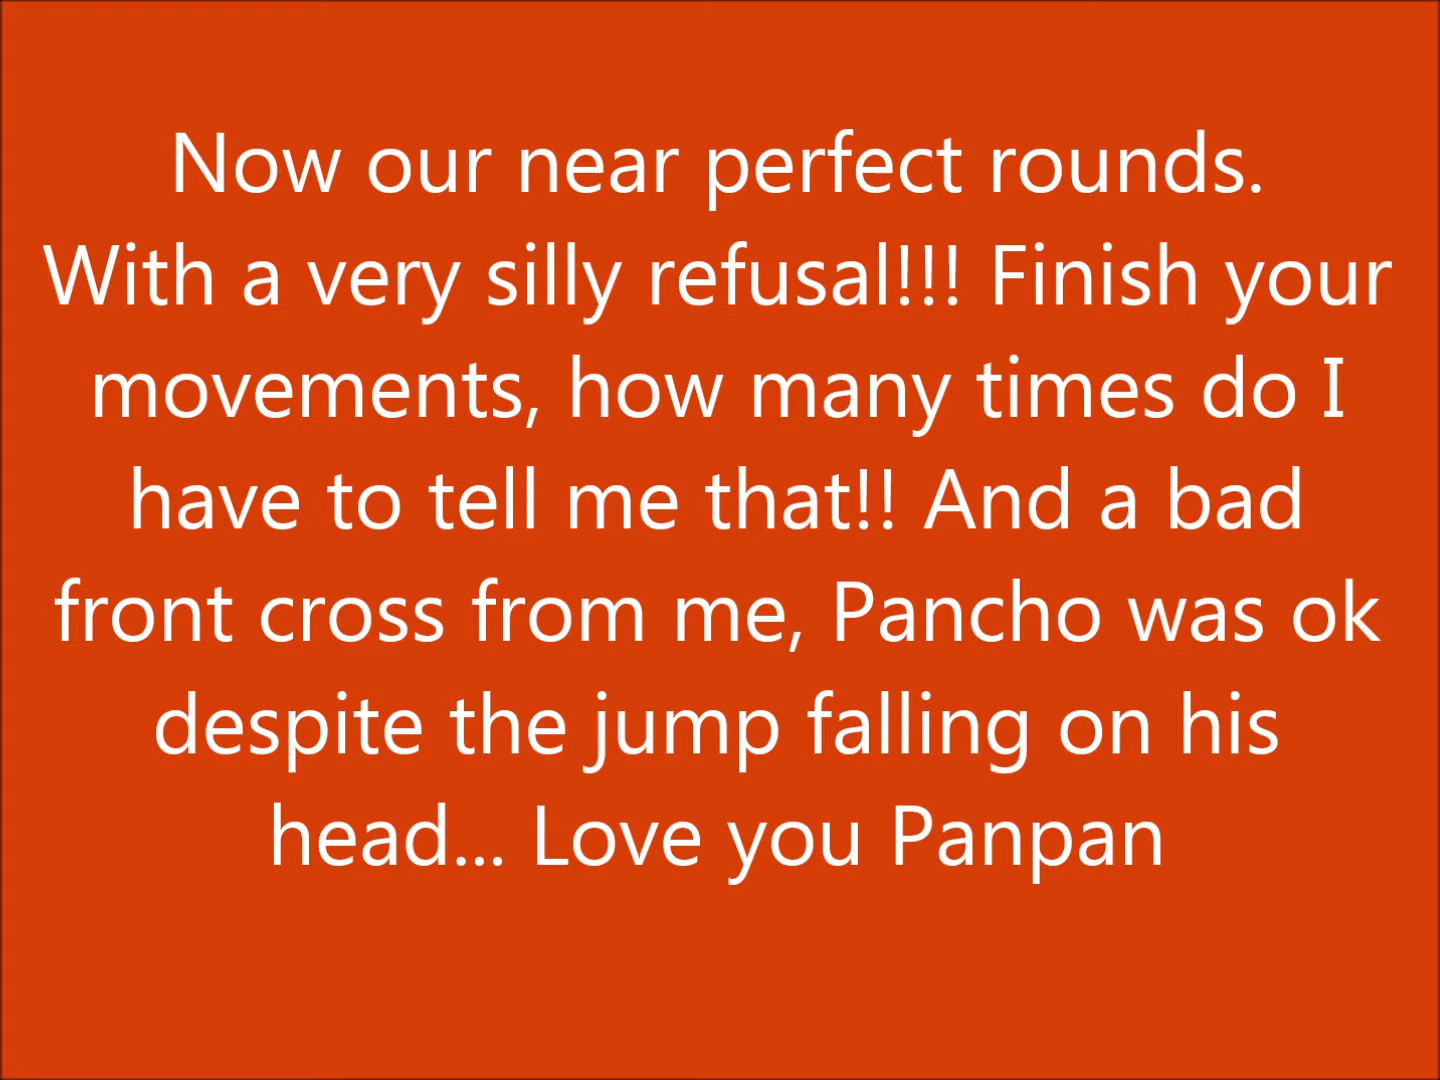 Now our near perfect rounds.
With a very silly refusal!!! Finish your
movements, how many times do I
have to tell me that!! And a bad
front cross from me, Pancho was ok
despite the jump falling on his
head... Love you Panpan